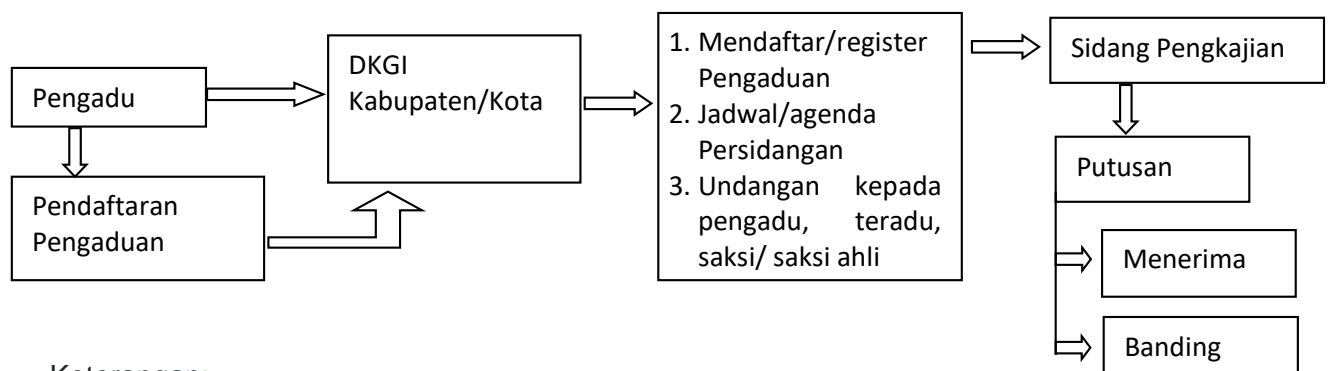 Pengadu
Pendaftaran
Pengaduan
DKGI
Kabupaten/Kota
1. Mendaftar/register
Pengaduan
2. Jadwal/agenda
Persidangan
3. Undangan kepada
pengadu, teradu,
saksi/ saksi ahli
Sidang Pengkajian
Putusan
Menerima
Banding